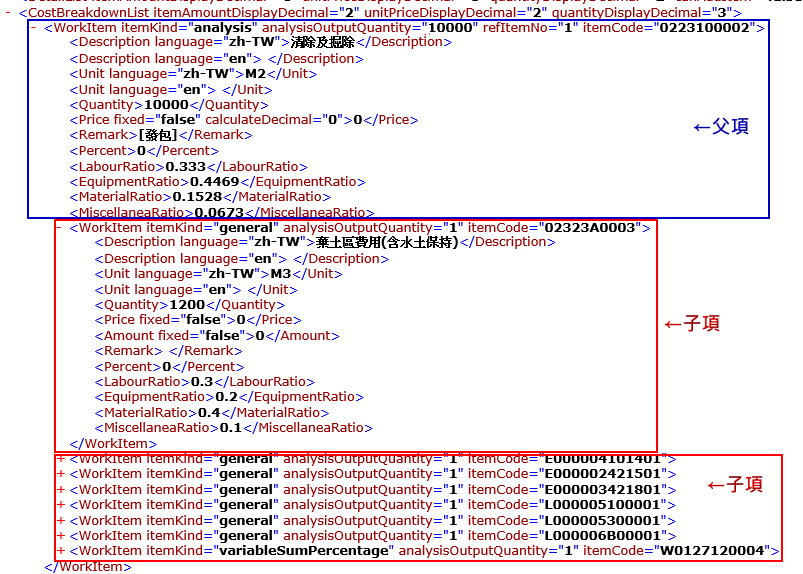 - <CostBreakdownList itemAmountDisplayDecimal="2" unitPriceDisplayDecimal="2" quantityDisplayDecimal="3">
- <WorkItem itemKind="analysis" analysisOutputQuantity="10000" refItemNo="1" itemCode="0223100002">
<Description language="zh-TW">清除及掘除</Description>
<Description language="en"> </Description>
<Unit language="zh-TW">M2</Unit>
<Unit language="en"> </Unit>
<Quantity>10000</Quantity>
<Price fixed="false" calculateDecimal="0">0</Price>
←父項
<Remark>[發包]</Remark>
<Percent>0</Percent>
<LabourRatio>0.333</LabourRatio>
<EquipmentRatio>0.4469</EquipmentRatio>
<MaterialRatio>0.1528</MaterialRatio>
<MiscellaneaRatio>0.0673</MiscellaneaRatio>
- <WorkItem itemKind="general" analysisOutputQuantity="1" itemCode="02323A0003">
<Description language="zh-TW">棄土區費用(含水土保持)</Description>
<Description language="en"> </Description>
<Unit language="zh-TW">M3</Unit>
<Unit language="en"> </Unit>
<Quantity>1200</Quantity>
<Price fixed="false">0</Price>
←子項
<Amount fixed="false">0</Amount>
<Remark> </Remark>
<Percent>0</Percent>
<LabourRatio>0.3</LabourRatio>
<EquipmentRatio>0.2</EquipmentRatio>
<MaterialRatio>0.4</MaterialRatio>
<MiscellaneaRatio>0.1</MiscellaneaRatio>
</WorkItem>
+ <WorkItem itemKind="general" analysisOutputQuantity="1" itemCode="E000004101401">
+ <WorkItem itemKind="general" analysisOutputQuantity="1" itemCode="E000002421501">
+ <WorkItem itemKind="general" analysisOutputQuantity="1" itemCode="E000003421801">
←子項
+ <WorkItem itemKind="general" analysisOutputQuantity="1" itemCode="L000005100001">
+ <WorkItem itemKind="general" analysisOutputQuantity="1" itemCode="L000005300001">
+ <WorkItem itemKind="general" analysisOutputQuantity="1" itemCode="L000006B00001">
+ <WorkItem itemKind="variableSumPercentage" analysisOutputQuantity="1" itemCode="W0127120004">
</WorkItem>